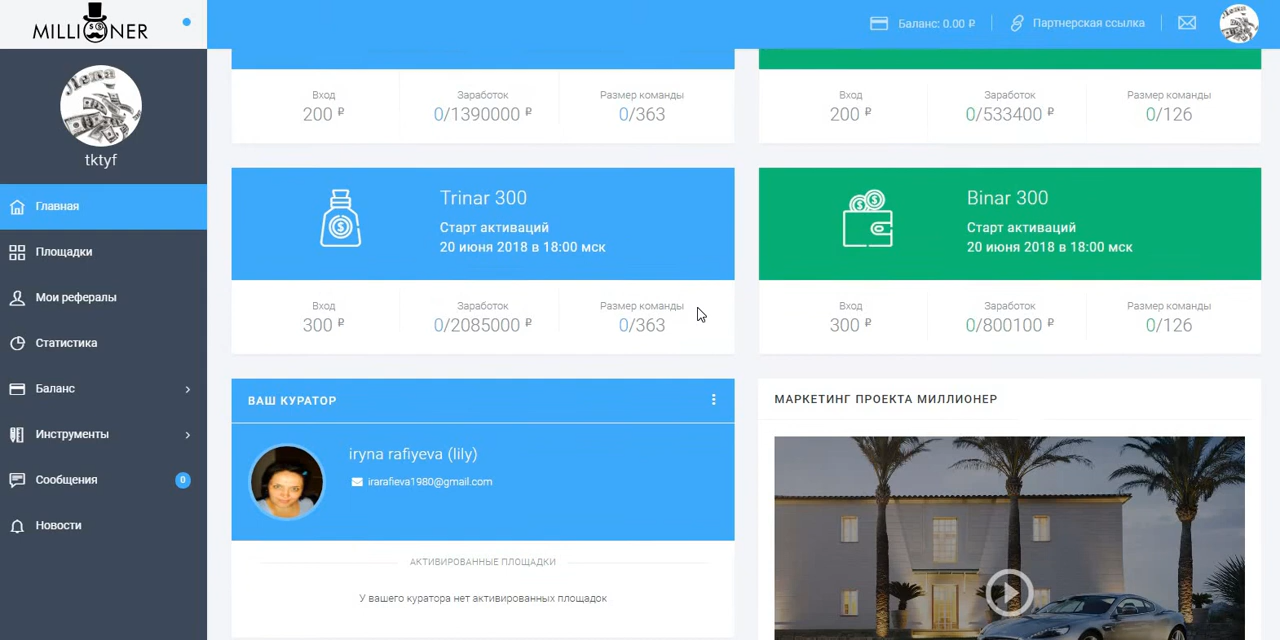 MILLIONER
Баланс: 0.00 ₽
Партнерская ссылка
Лена
tktyf
Главная
Площадки
Мои рефералы
Статистика
Баланс
Инструменты
Сообщения
0
Новости
Вход
200 ₽
Заработок
0/1390000 ₽
Размер команды
0/363
Вход
200 ₽
Заработок
0/533400 ₽
Размер команды
0/126
Trinar 300
Старт активаций
20 июня 2018 в 18:00 мск
Вход
300 ₽
Заработок
0/2085000 ₽
Размер команды
0/363
Binar 300
Старт активаций
20 июня 2018 в 18:00 мск
Вход
300 ₽
Заработок
0/800100 ₽
Размер команды
0/126
ВАШ КУРАТОР
iryna rafiyeva (lily)
irarafieva1980@gmail.com
АКТИВИРОВАННЫЕ ПЛОЩАДКИ
У вашего куратора нет активированных площадок
МАРКЕТИНГ ПРОЕКТА МИЛЛИОНЕР